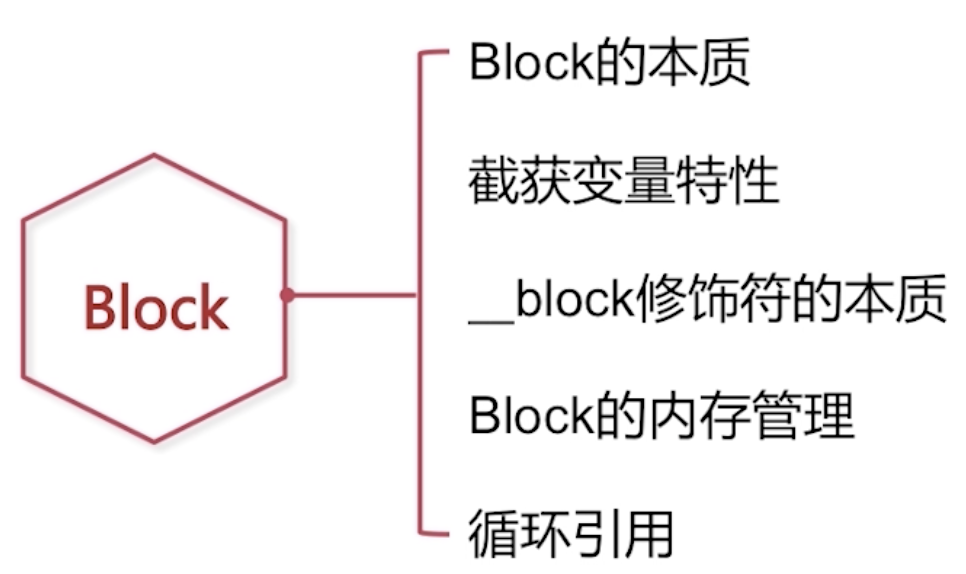 Block
Block的本质
截获变量特性
__block修饰符的本质
Block的内存管理
循环引用